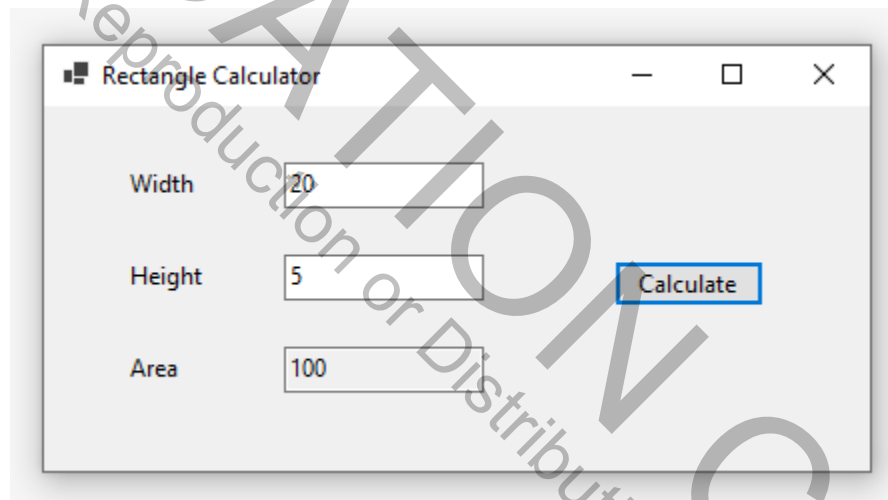 Rectangle Calculator
Width 20
Height 5
Calculate
Area 100
ATION C
Reproduction or Distribut